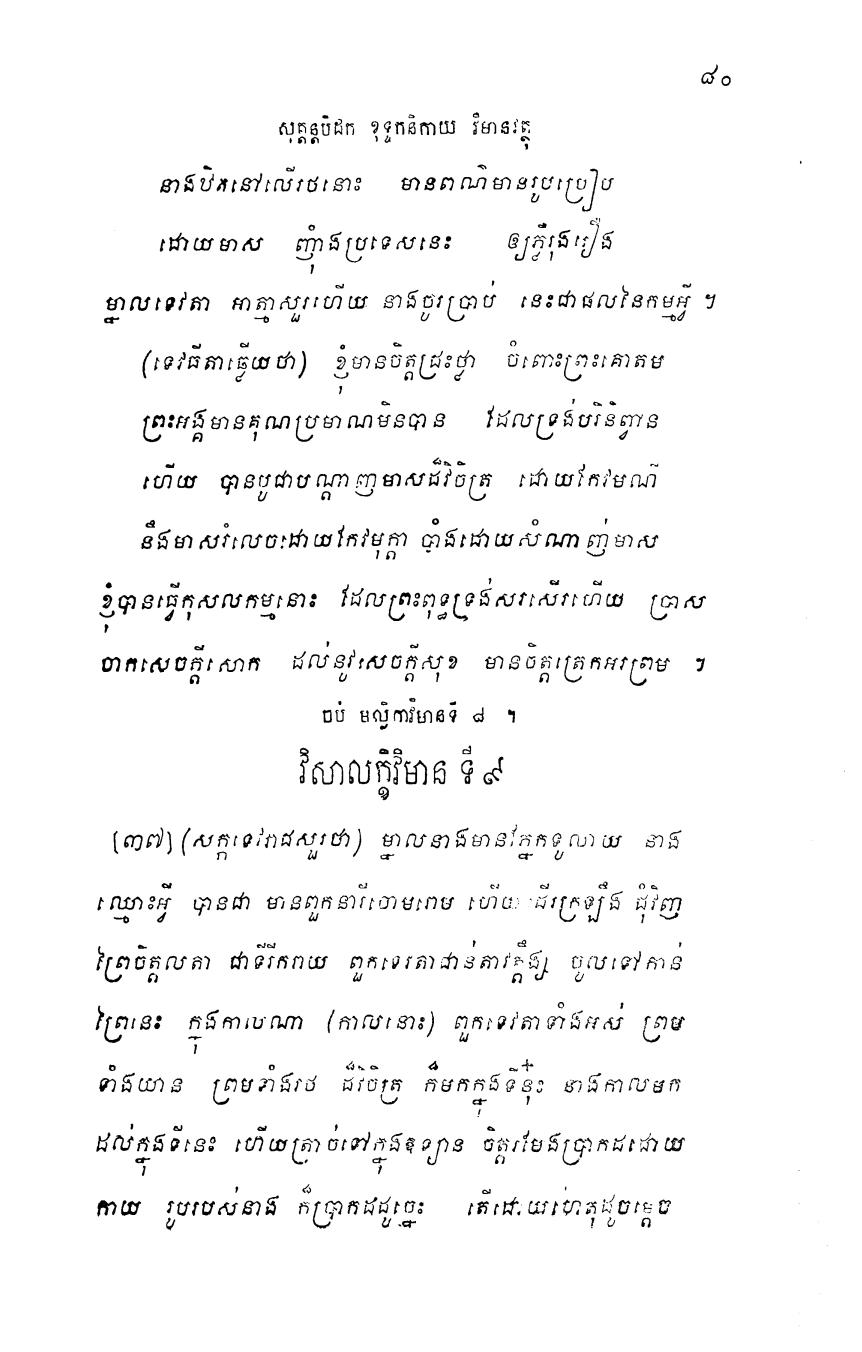 ៨០
សុត្តន្តបិដក ខុទ្ទកនិកាយ វិមានវត្ថុ
នាងឋិតនៅលើរថនោះ មានពណ៌មានរូបប្រៀប
ដោយមាស ញ៉ាំងប្រទេសនេះ ឲ្យភ្លឺរុងរឿង
ម្នាលទេវតា អាត្មាសួរហើយ នាងចូរប្រាប់ នេះជាផលនៃកម្មអ្វី ។
(ទេវធីតាឆ្លើយថា) ខ្ញុំមានចិត្តជ្រះថ្លា ចំពោះព្រះគោតម
ព្រះអង្គមានគុណប្រមាណមិនបាន ដែលទ្រង់បរិនិព្វាន
ហើយ បានបូជាបណ្តាញមាសដ៏វិចិត្រ ដោយកែវមណី
នឹងមាសរំលេចដោយកែវមុក្តា បាំងដោយសំណាញ់មាស
ខ្ញុំបានធ្វើកុសលកម្មនោះ ដែលព្រះពុទ្ធទ្រង់សរសើរហើយ ប្រាស
ចាកសេចក្តីសោក ដល់នូវសេចក្តីសុខ មានចិត្តត្រេកអរព្រម ។
ចប់ មល្លិកាវិមានទី ៨ ។
វិសាលក្ខិវិមាន ទី៩
[៣៧] (សក្កទេវរាជសួរថា) ម្នាលនាងមានភ្នែកទូលាយ នាង
ឈ្មោះអ្វី បានជា មានពួកនារីចោមរោម ហើយ ដើរក្រឡឹង ជុំវិញ
ព្រៃចិត្តលតា ជាទីរីករាយ ពួកទេវតាជាន់តាវត្តឹង្ស ចូលទៅកាន់
ព្រៃនេះ ក្នុងកាលណា (កាលនោះ) ពួកទេវតាទាំងអស់ ព្រម
ទាំងយាន ព្រមទាំងរថ ដ៏វិចិត្រ ក៏មកក្នុងទីនុ៎ះ នាងកាលមក
ដល់ក្នុងទីនេះ ហើយត្រាច់ទៅក្នុងឧទ្យាន ចិត្តរមែងប្រាកដដោយ
កាយ រូបរបស់នាង ក៏ប្រាកដដូច្នេះ តើដោយហេតុដូចម្តេច